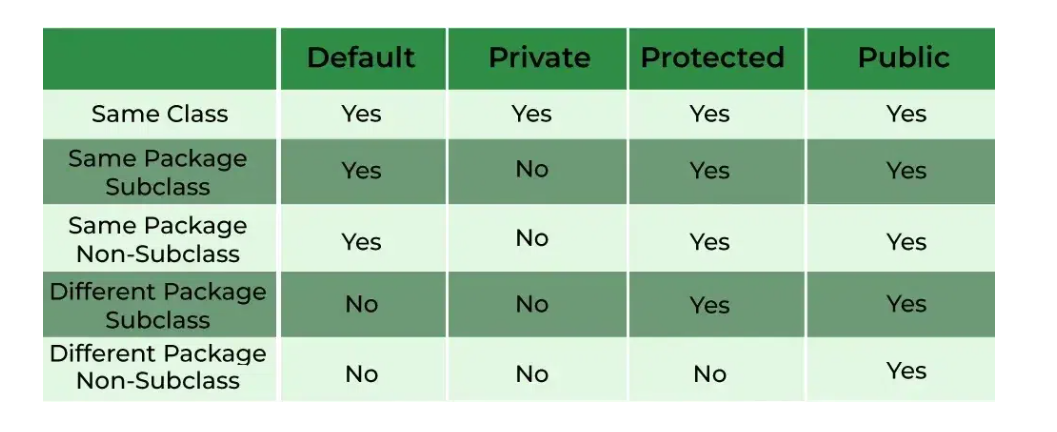 Default Private Protected Public
Same Class Yes Yes Yes Yes
Same Package
Subclass Yes No Yes Yes
Same Package
Non-Subclass Yes No Yes Yes
Different Package
Subclass No No Yes Yes
Different Package
Non-Subclass No No No Yes